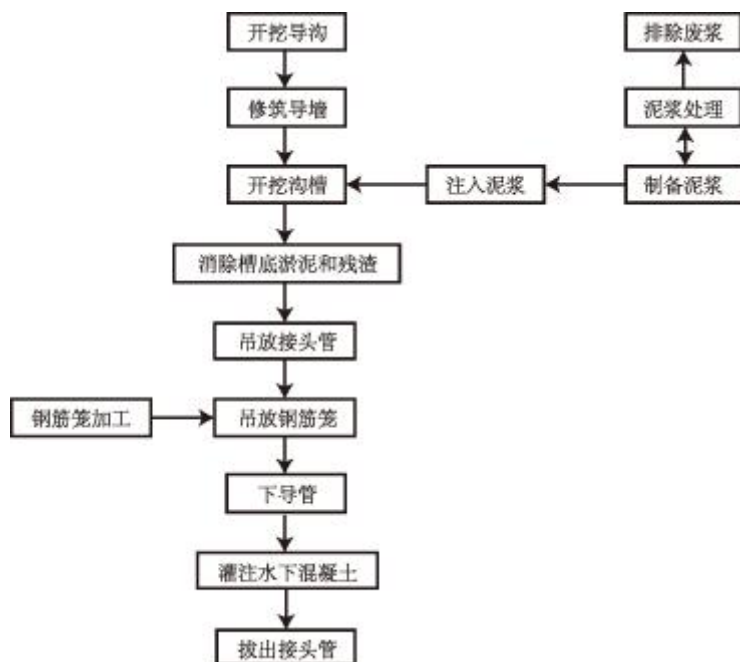 开挖导沟
排除废浆
修筑导墙
泥浆处理
开挖沟槽
注入泥浆
制备泥浆
消除槽底淤泥和残渣
吊放接头管
钢筋笼加工
吊放钢筋笼
下导管
灌注水下混凝土
拔出接头管